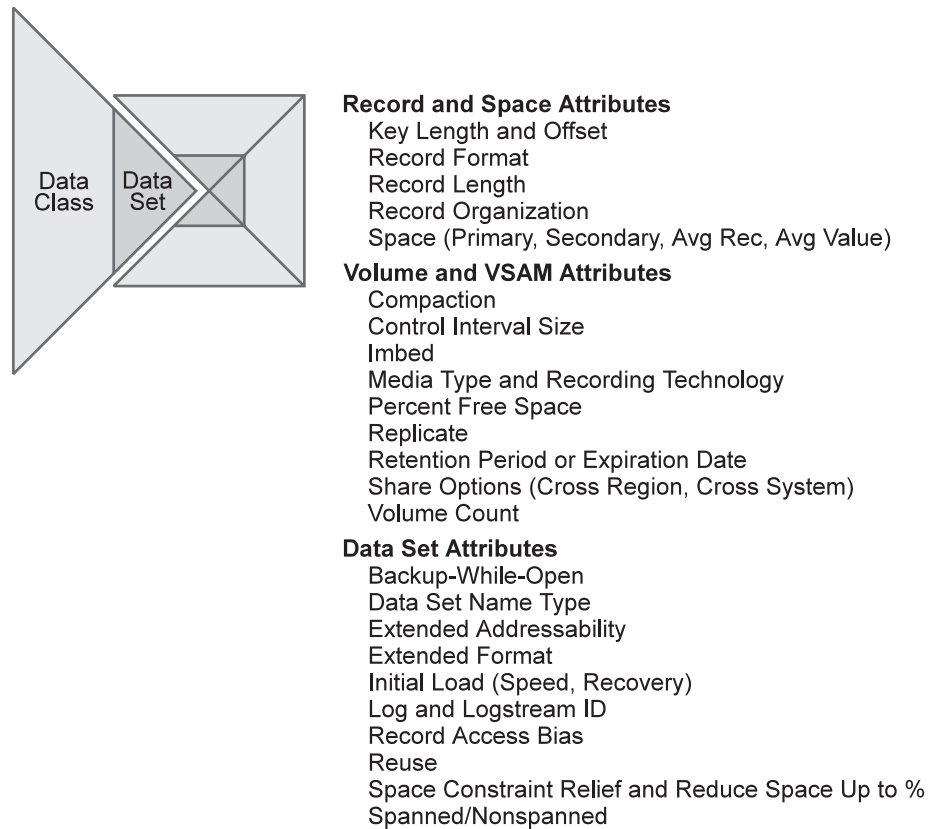 Data
Class
Data
Set
Record and Space Attributes
Key Length and Offset
Record Format
Record Length
Record Organization
Space (Primary, Secondary, Avg Rec, Avg Value)
Volume and VSAM Attributes
Compaction
Control Interval Size
Imbed
Media Type and Recording Technology
Percent Free Space
Replicate
Retention Period or Expiration Date
Share Options (Cross Region, Cross System)
Volume Count
Data Set Attributes
Backup-While-Open
Data Set Name Type
Extended Addressability
Extended Format
Initial Load (Speed, Recovery)
Log and Logstream ID
Record Access Bias
Reuse
Space Constraint Relief and Reduce Space Up to %
Spanned/Nonspanned